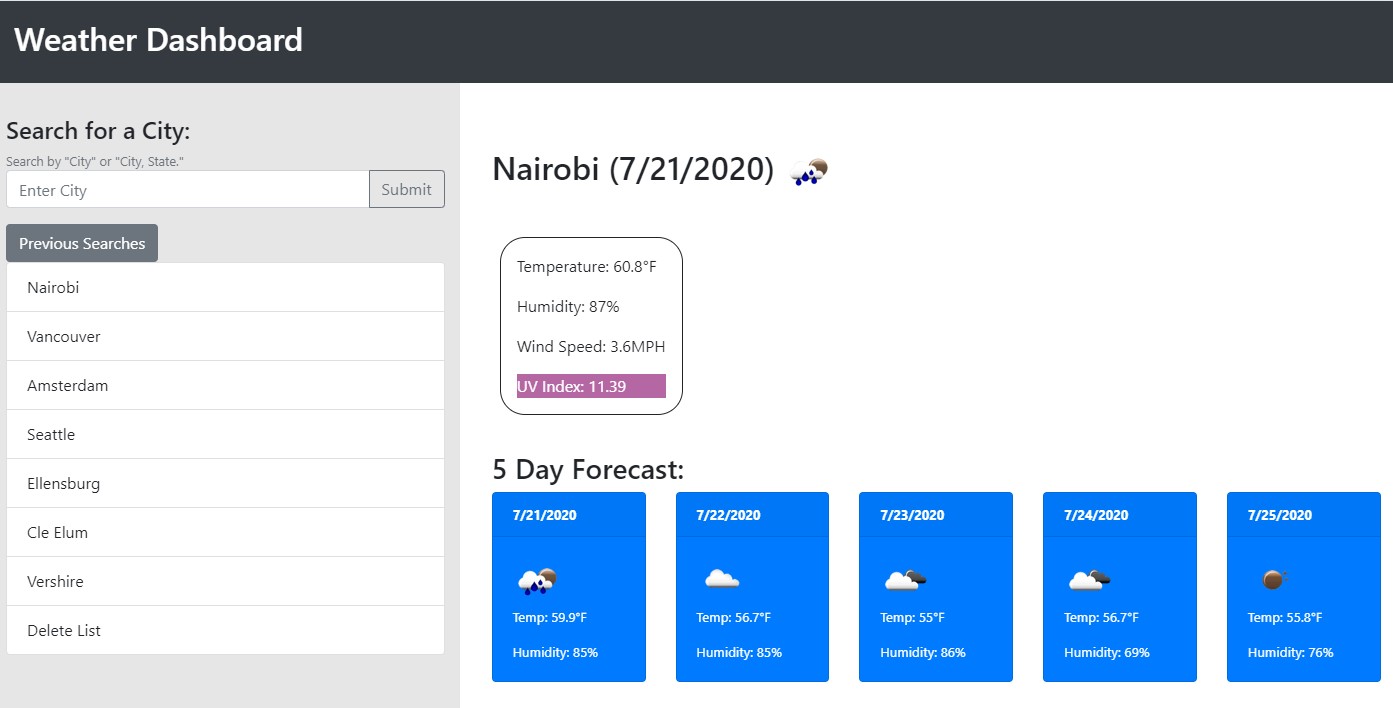 Weather Dashboard
Search for a City:
Search by "City" or "City, State."
Enter City
Submit
Previous Searches
Nairobi
Vancouver
Amsterdam
Seattle
Ellensburg
Cle Elum
Vershire
Delete List
Nairobi (7/21/2020)
Temperature: 60.8°F
Humidity: 87%
Wind Speed: 3.6MPH
UV Index: 11.39
5 Day Forecast:
7/21/2020
Temp: 59.9°F
Humidity: 85%
7/22/2020
Temp: 56.7°F
Humidity: 85%
7/23/2020
Temp: 55°F
Humidity: 86%
7/24/2020
Temp: 56.7°F
Humidity: 69%
7/25/2020
Temp: 55.8°F
Humidity: 76%